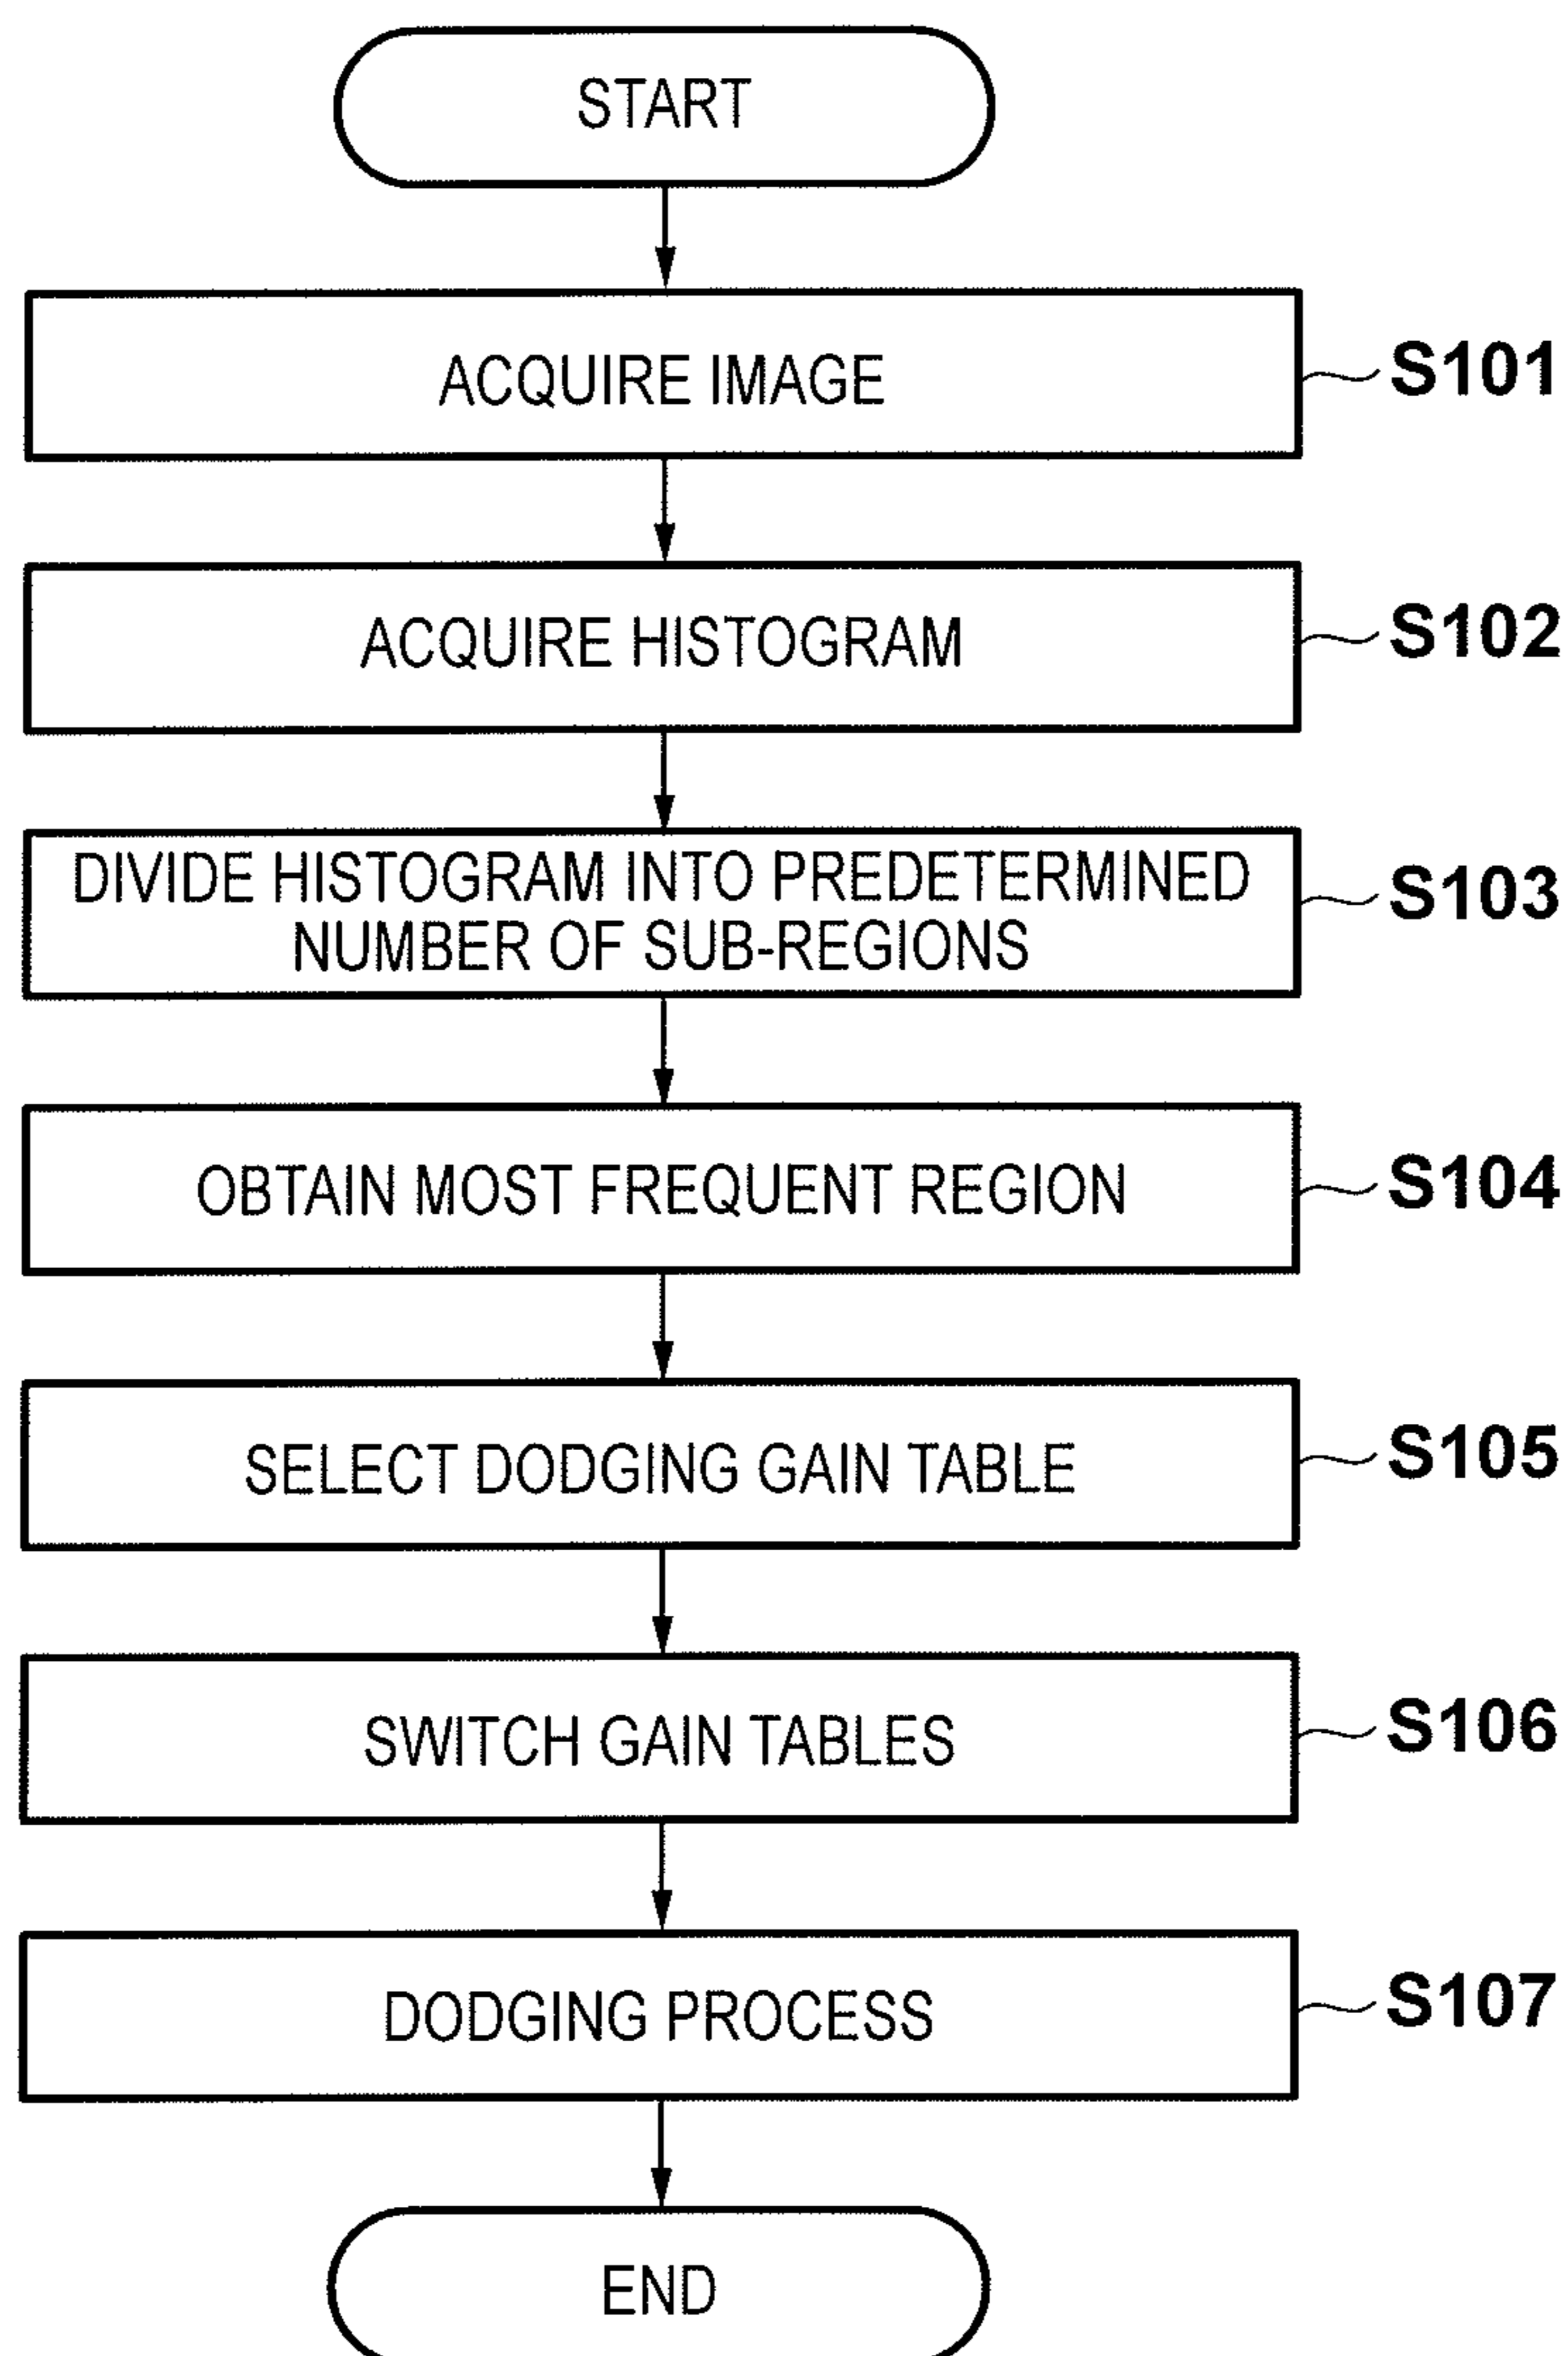 START
ACQUIRE IMAGE
S101
ACQUIRE HISTOGRAM
S102
DIVIDE HISTOGRAM INTO PREDETERMINED
NUMBER OF SUB-REGIONS
S103
OBTAIN MOST FREQUENT REGION
S104
SELECT DODGING GAIN TABLE
S105
SWITCH GAIN TABLES
S106
DODGING PROCESS
S107
END